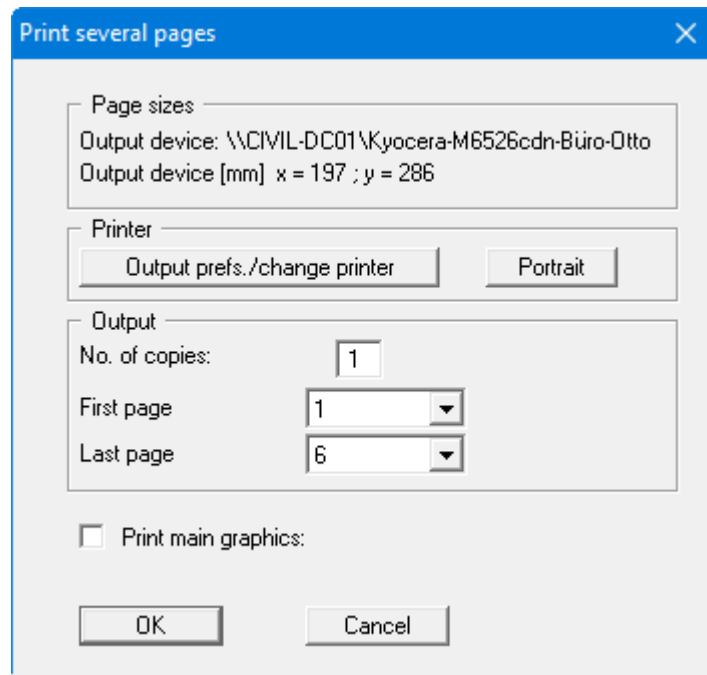 Print several pages
Page sizes
Output device: \\CIVIL-DC01\Kyocera-M6526cdn-Büro-Otto
Output device [mm]  x = 197 ; y = 286
Printer
Output prefs./change printer
Portrait
Output
No. of copies: 1
First page 1
Last page 6
Print main graphics:
OK
Cancel